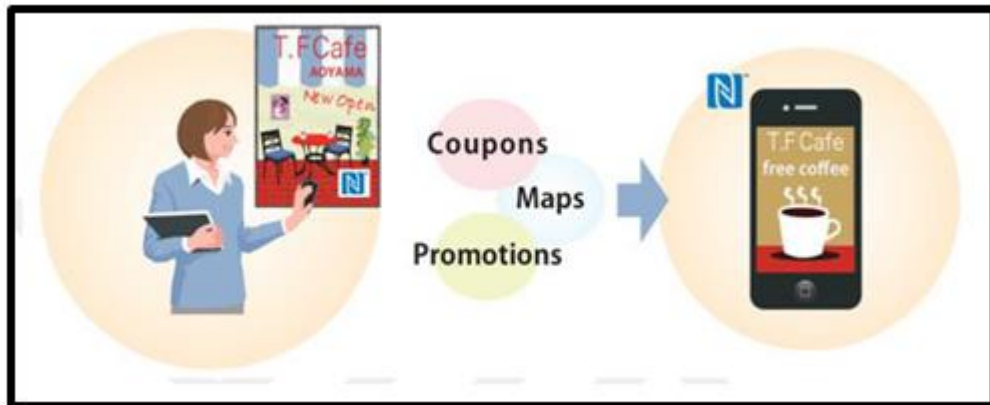 T.F Cafe
AOYAMA
New Open
Coupons
Maps
Promotions
T.F Cafe
free coffee